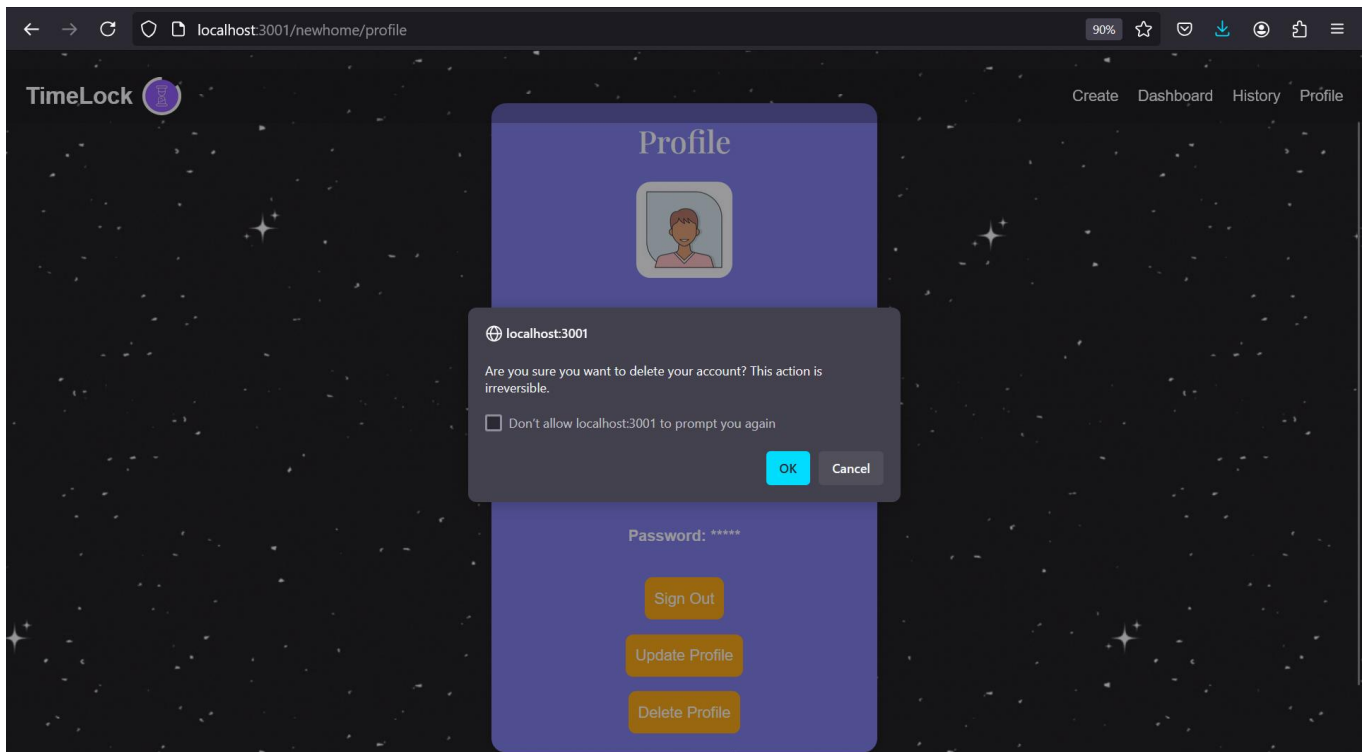 localhost:3001/newhome/profile
90%
TimeLock
Create Dashboard History Profile
Profile
localhost:3001
Are you sure you want to delete your account? This action is
irreversible.
Don't allow localhost:3001 to prompt you again
OK Cancel
Password: *****
Sign Out
Update Profile
Delete Profile